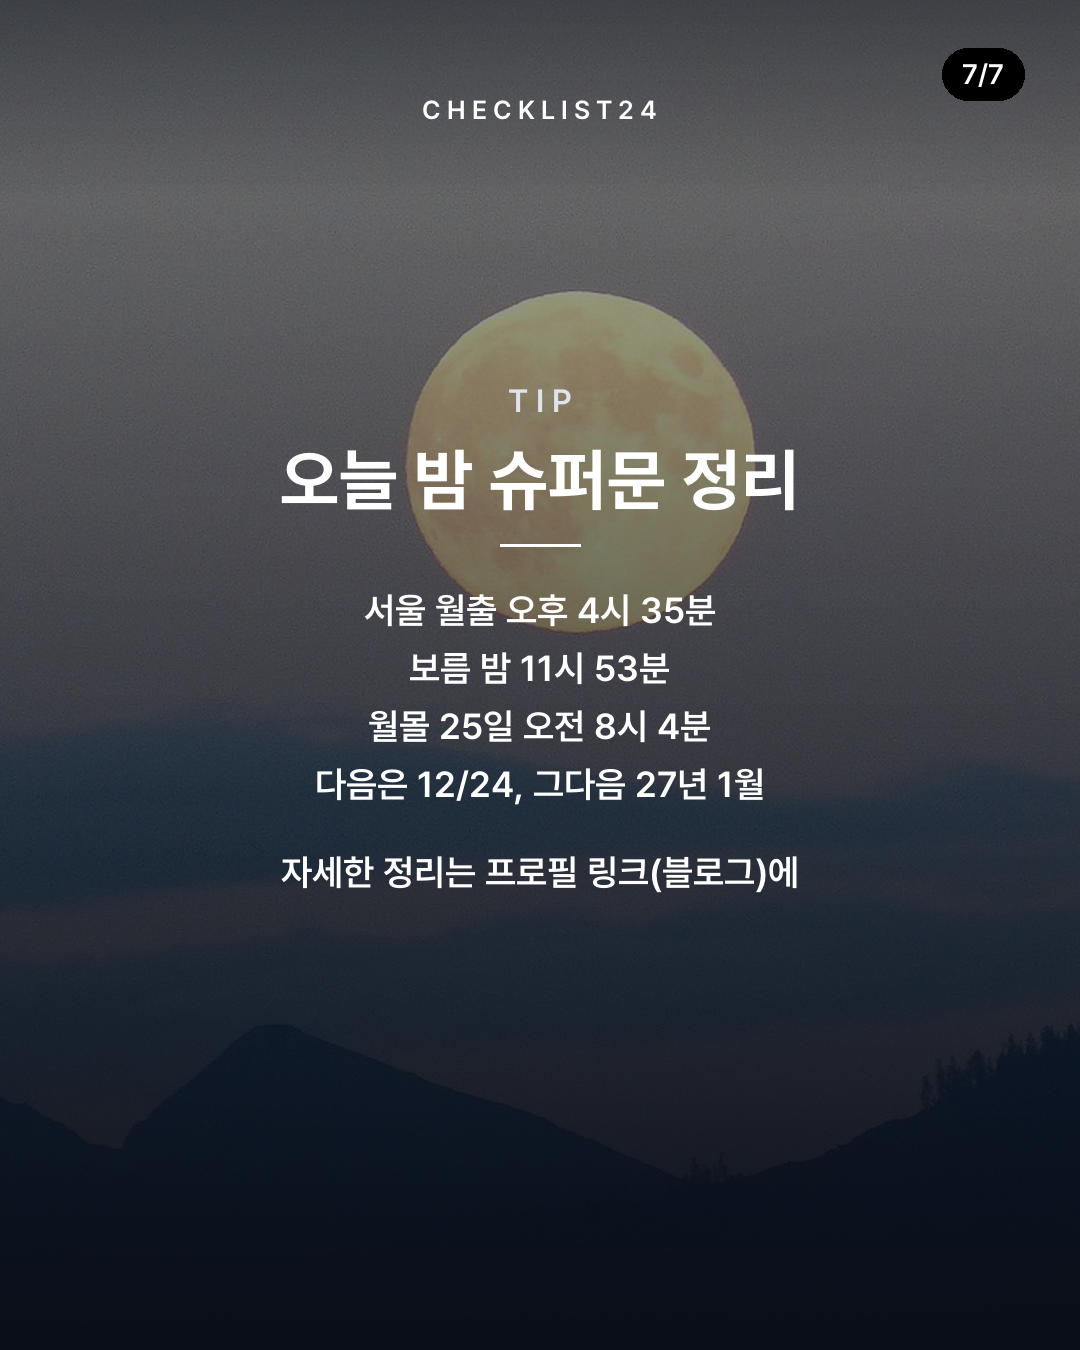 7/7
CHECKLIST24
TIP
오늘 밤 슈퍼문 정리
서울 월출 오후 4시 35분
보름 밤 11시 53분
월몰 25일 오전 8시 4분
다음은 12/24, 그다음 27년 1월
자세한 정리는 프로필 링크(블로그)에